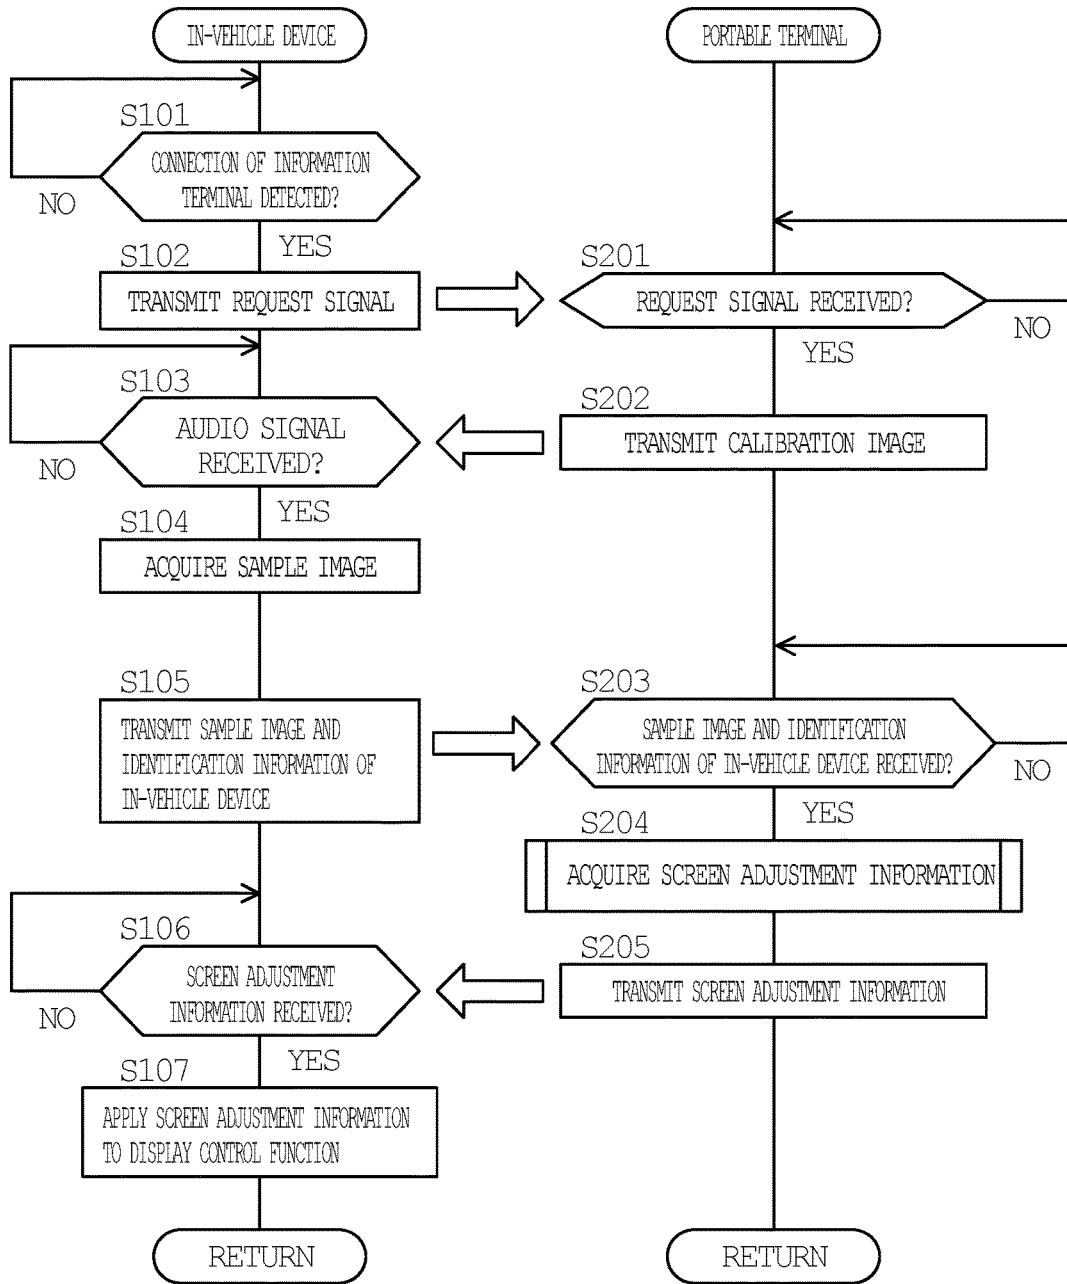 IN-VEHICLE DEVICE
PORTABLE TERMINAL
S101
CONNECTION OF INFORMATION
TERMINAL DETECTED?
NO
YES
S102
TRANSMIT REQUEST SIGNAL
S201
REQUEST SIGNAL RECEIVED?
NO
YES
S103
AUDIO SIGNAL
RECEIVED?
NO
YES
S202
TRANSMIT CALIBRATION IMAGE
S104
ACQUIRE SAMPLE IMAGE
S105
TRANSMIT SAMPLE IMAGE AND
IDENTIFICATION INFORMATION OF
IN-VEHICLE DEVICE
S203
SAMPLE IMAGE AND IDENTIFICATION
INFORMATION OF IN-VEHICLE DEVICE RECEIVED?
NO
YES
S204
ACQUIRE SCREEN ADJUSTMENT INFORMATION
S106
SCREEN ADJUSTMENT
INFORMATION RECEIVED?
NO
YES
S205
TRANSMIT SCREEN ADJUSTMENT INFORMATION
S107
APPLY SCREEN ADJUSTMENT INFORMATION
TO DISPLAY CONTROL FUNCTION
RETURN
RETURN